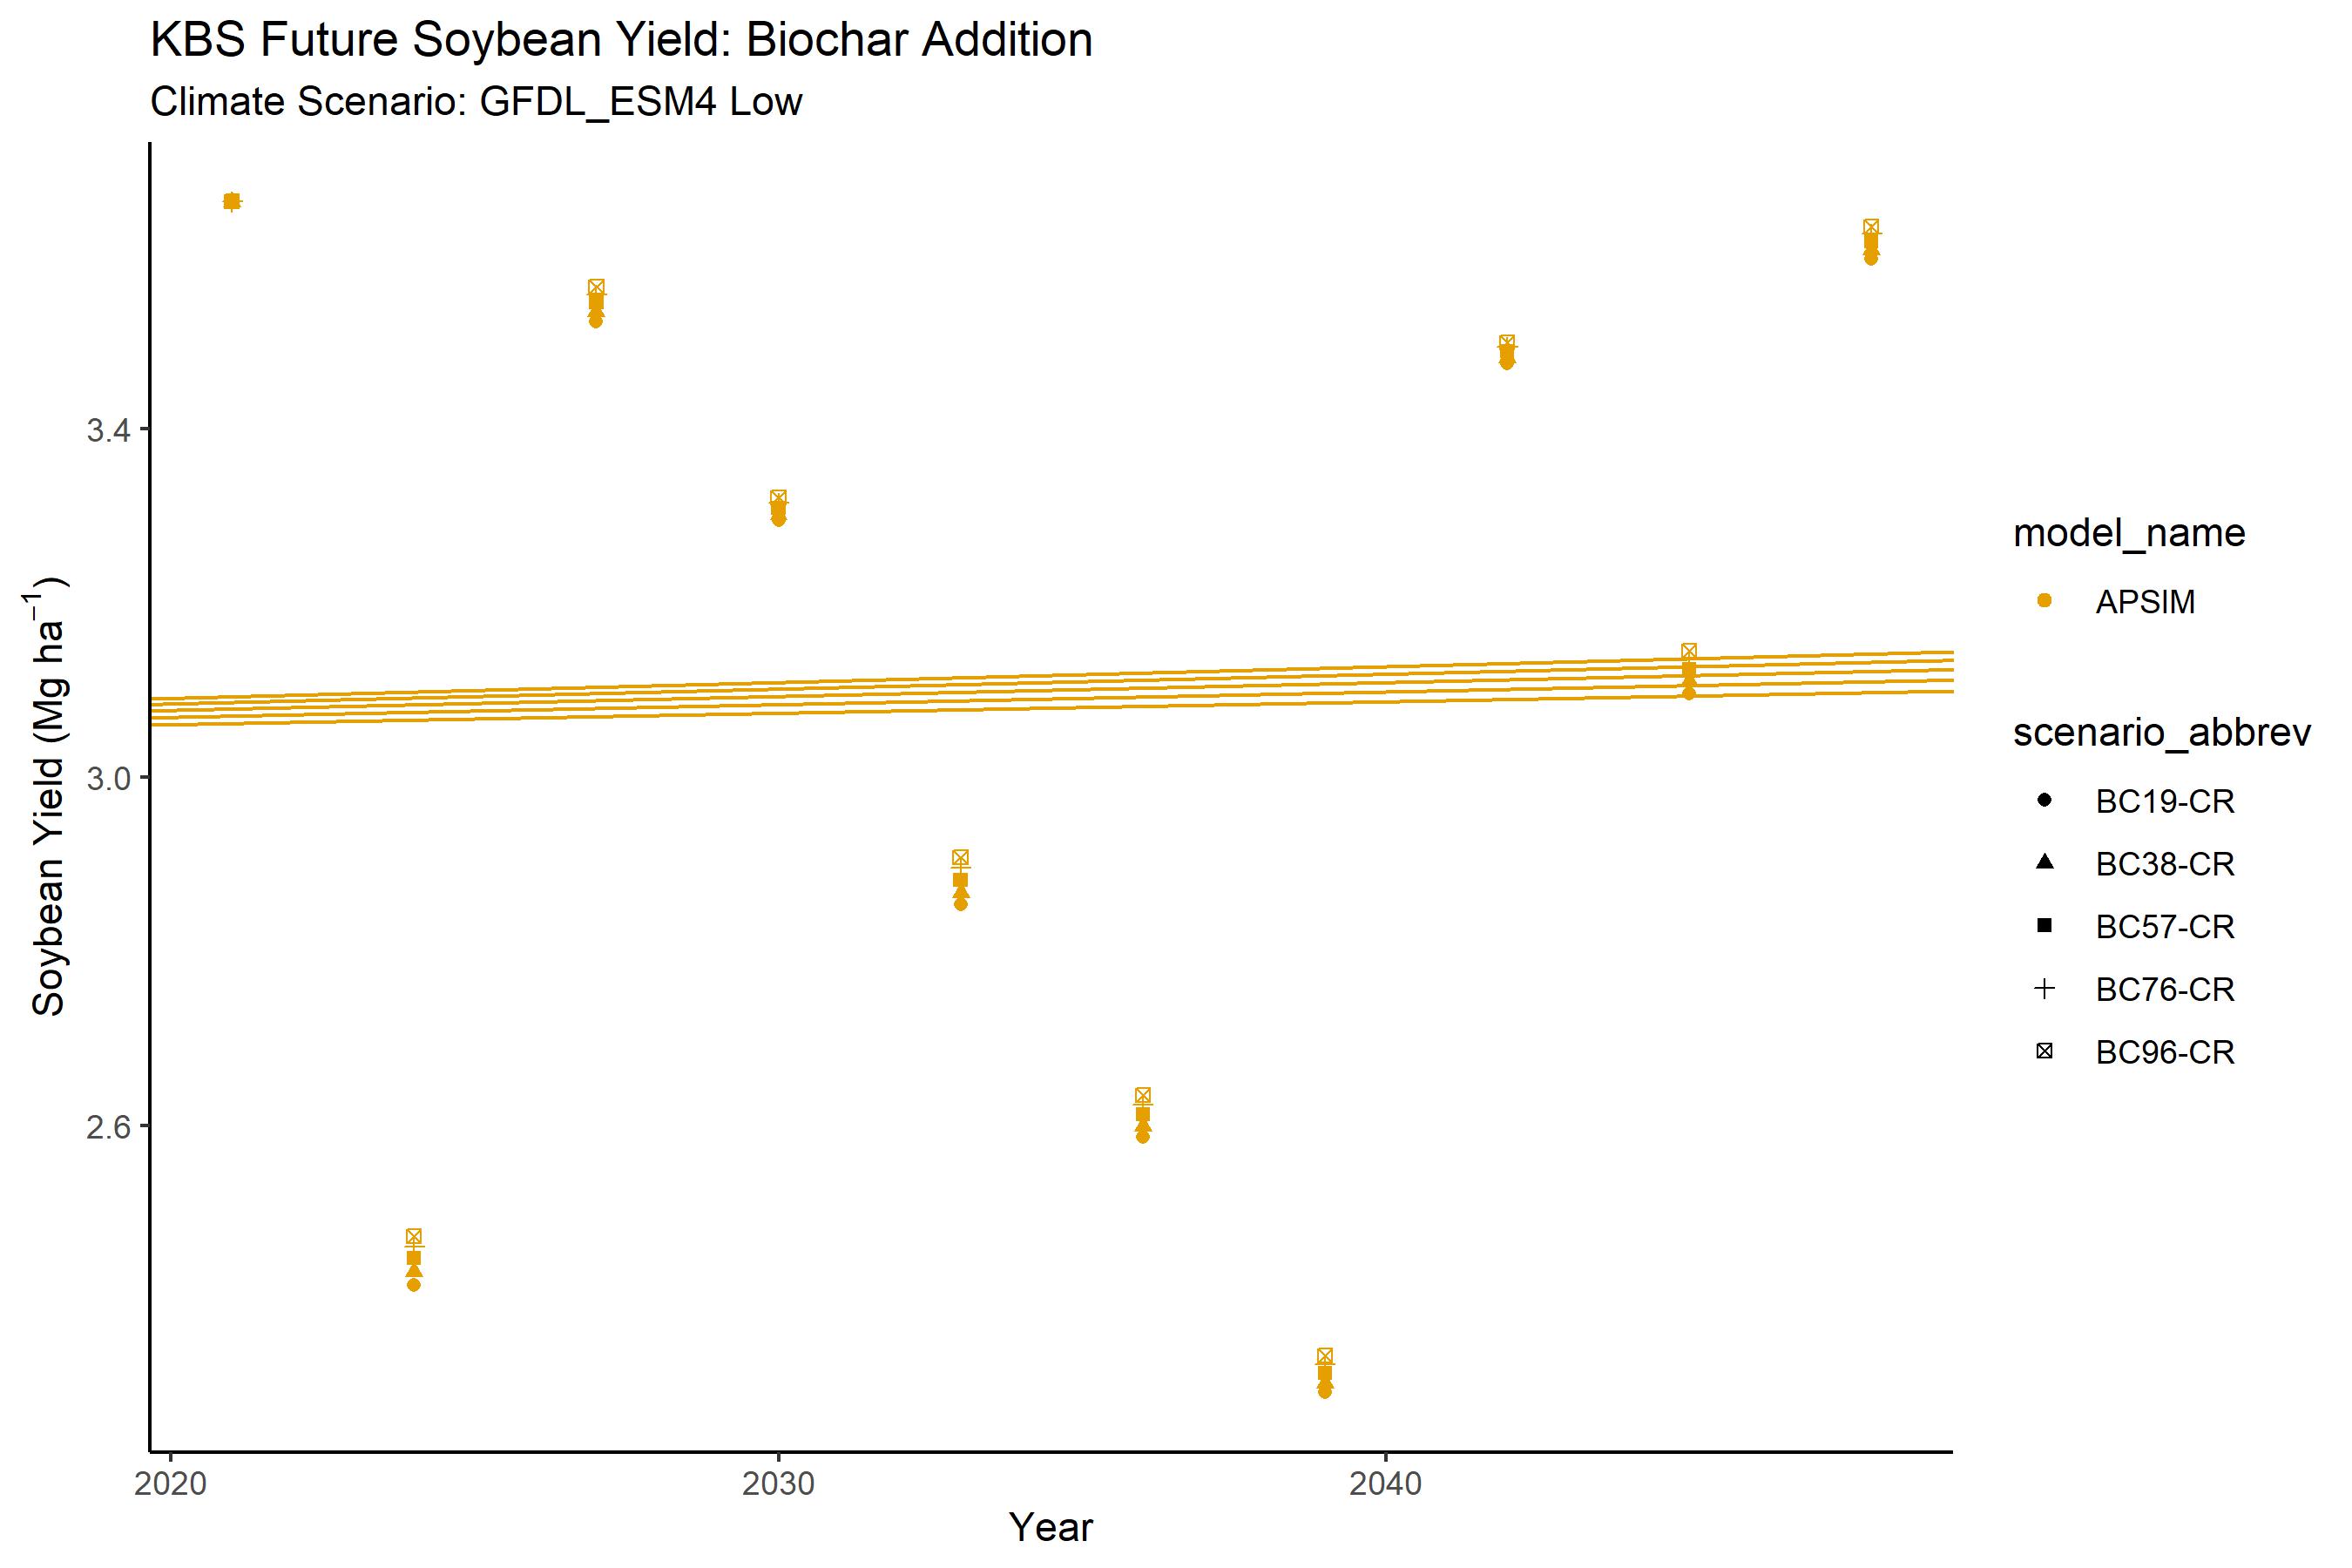 KBS Future Soybean Yield: Biochar Addition
Climate Scenario: GFDL_ESM4 Low
Soybean Yield (Mg ha⁻¹)
3.4
3.0
2.6
2020
2030
2040
Year
model_name
APSIM
scenario_abbrev
BC19-CR
BC38-CR
BC57-CR
BC76-CR
BC96-CR